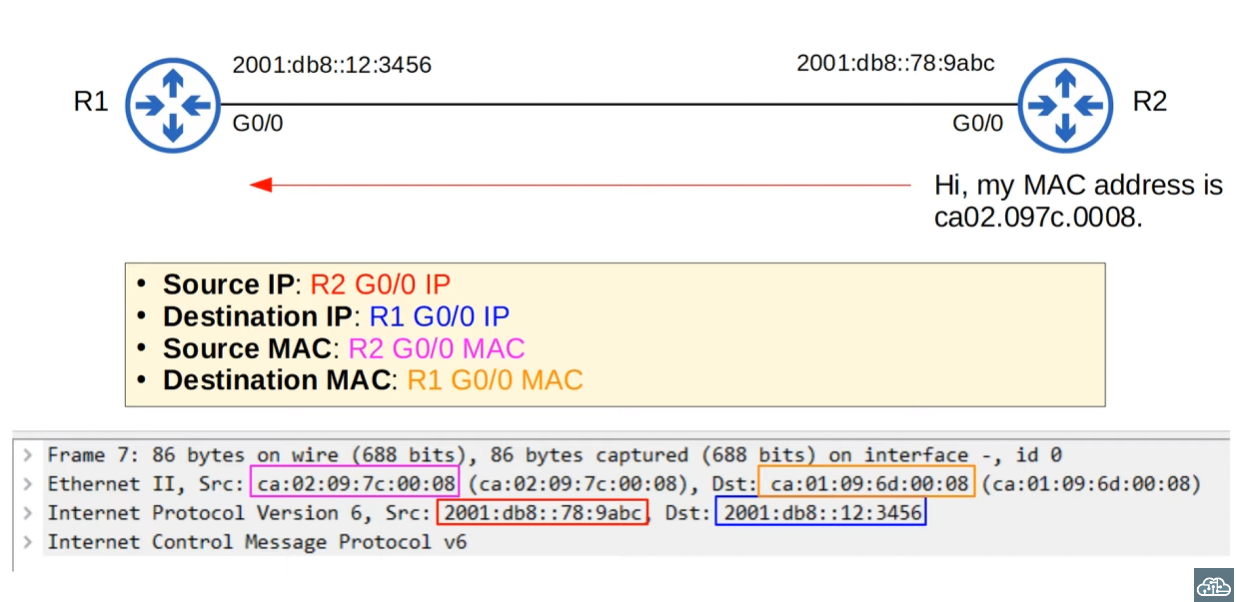 2001:db8::12:3456
2001:db8::78:9abc
R1
R2
G0/0
G0/0
Hi, my MAC address is
ca02.097c.0008.
• Source IP: R2 G0/0 IP
• Destination IP: R1 G0/0 IP
• Source MAC: R2 G0/0 MAC
• Destination MAC: R1 G0/0 MAC
> Frame 7: 86 bytes on wire (688 bits), 86 bytes captured (688 bits) on interface -, id 0
> Ethernet II, Src: ca:02:09:7c:00:08 (ca:02:09:7c:00:08), Dst: ca:01:09:6d:00:08 (ca:01:09:6d:00:08)
> Internet Protocol Version 6, Src: 2001:db8::78:9abc, Dst: 2001:db8::12:3456
> Internet Control Message Protocol v6